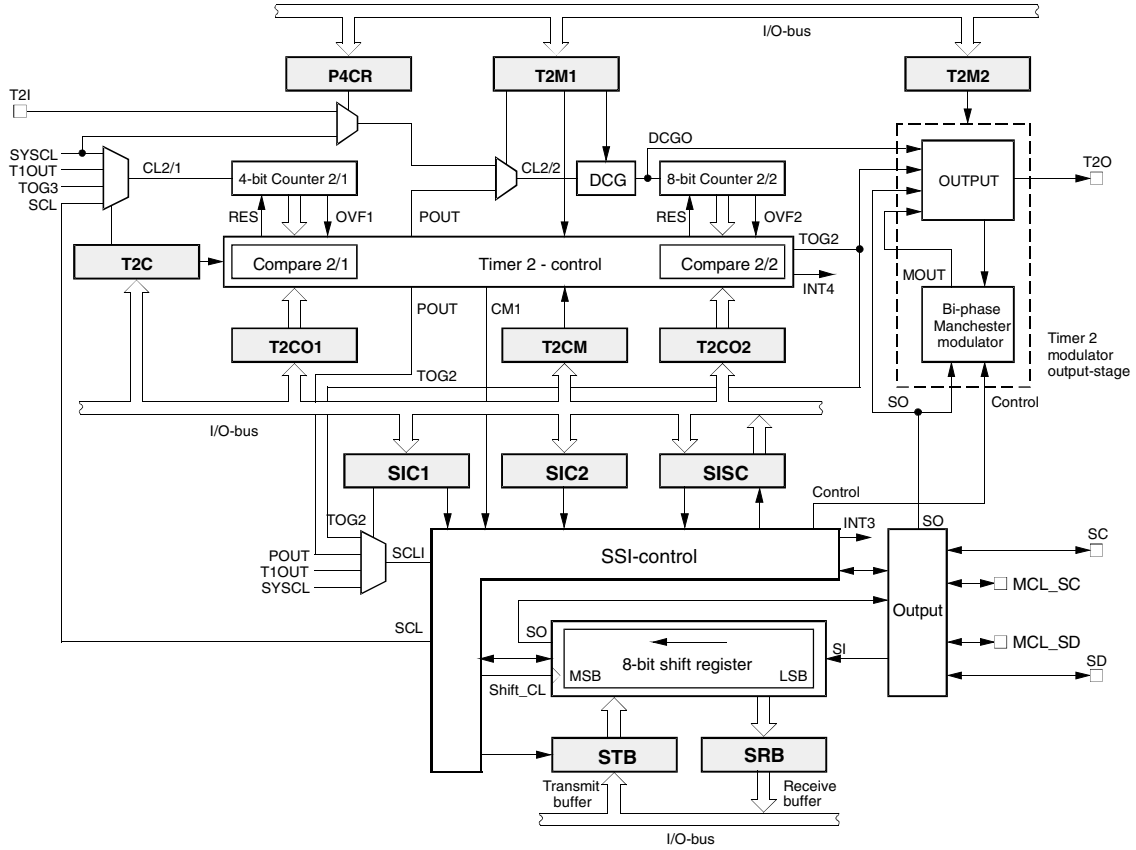 I/O-bus
P4CR
T2M1
T2M2
T2I
SYSCL
T1OUT
TOG3
SCL
CL2/1
4-bit Counter 2/1
CL2/2
DCG
DCGO
8-bit Counter 2/2
OUTPUT
T2O
RES
OVF1
POUT
RES
OVF2
TOG2
T2C
Compare 2/1
Timer 2 - control
Compare 2/2
INT4
MOUT
Bi-phase
Manchester
modulator
Timer 2
modulator
output-stage
POUT
CM1
T2CO1
T2CM
T2CO2
TOG2
I/O-bus
SO
Control
SIC1
SIC2
SISC
Control
TOG2
POUT
T1OUT
SYSCL
SCLI
SSI-control
INT3
SO
SC
MCL_SC
Output
MCL_SD
SD
SCL
SO
8-bit shift register
MSB
LSB
SI
Shift_CL
STB
SRB
Transmit
buffer
Receive
buffer
I/O-bus